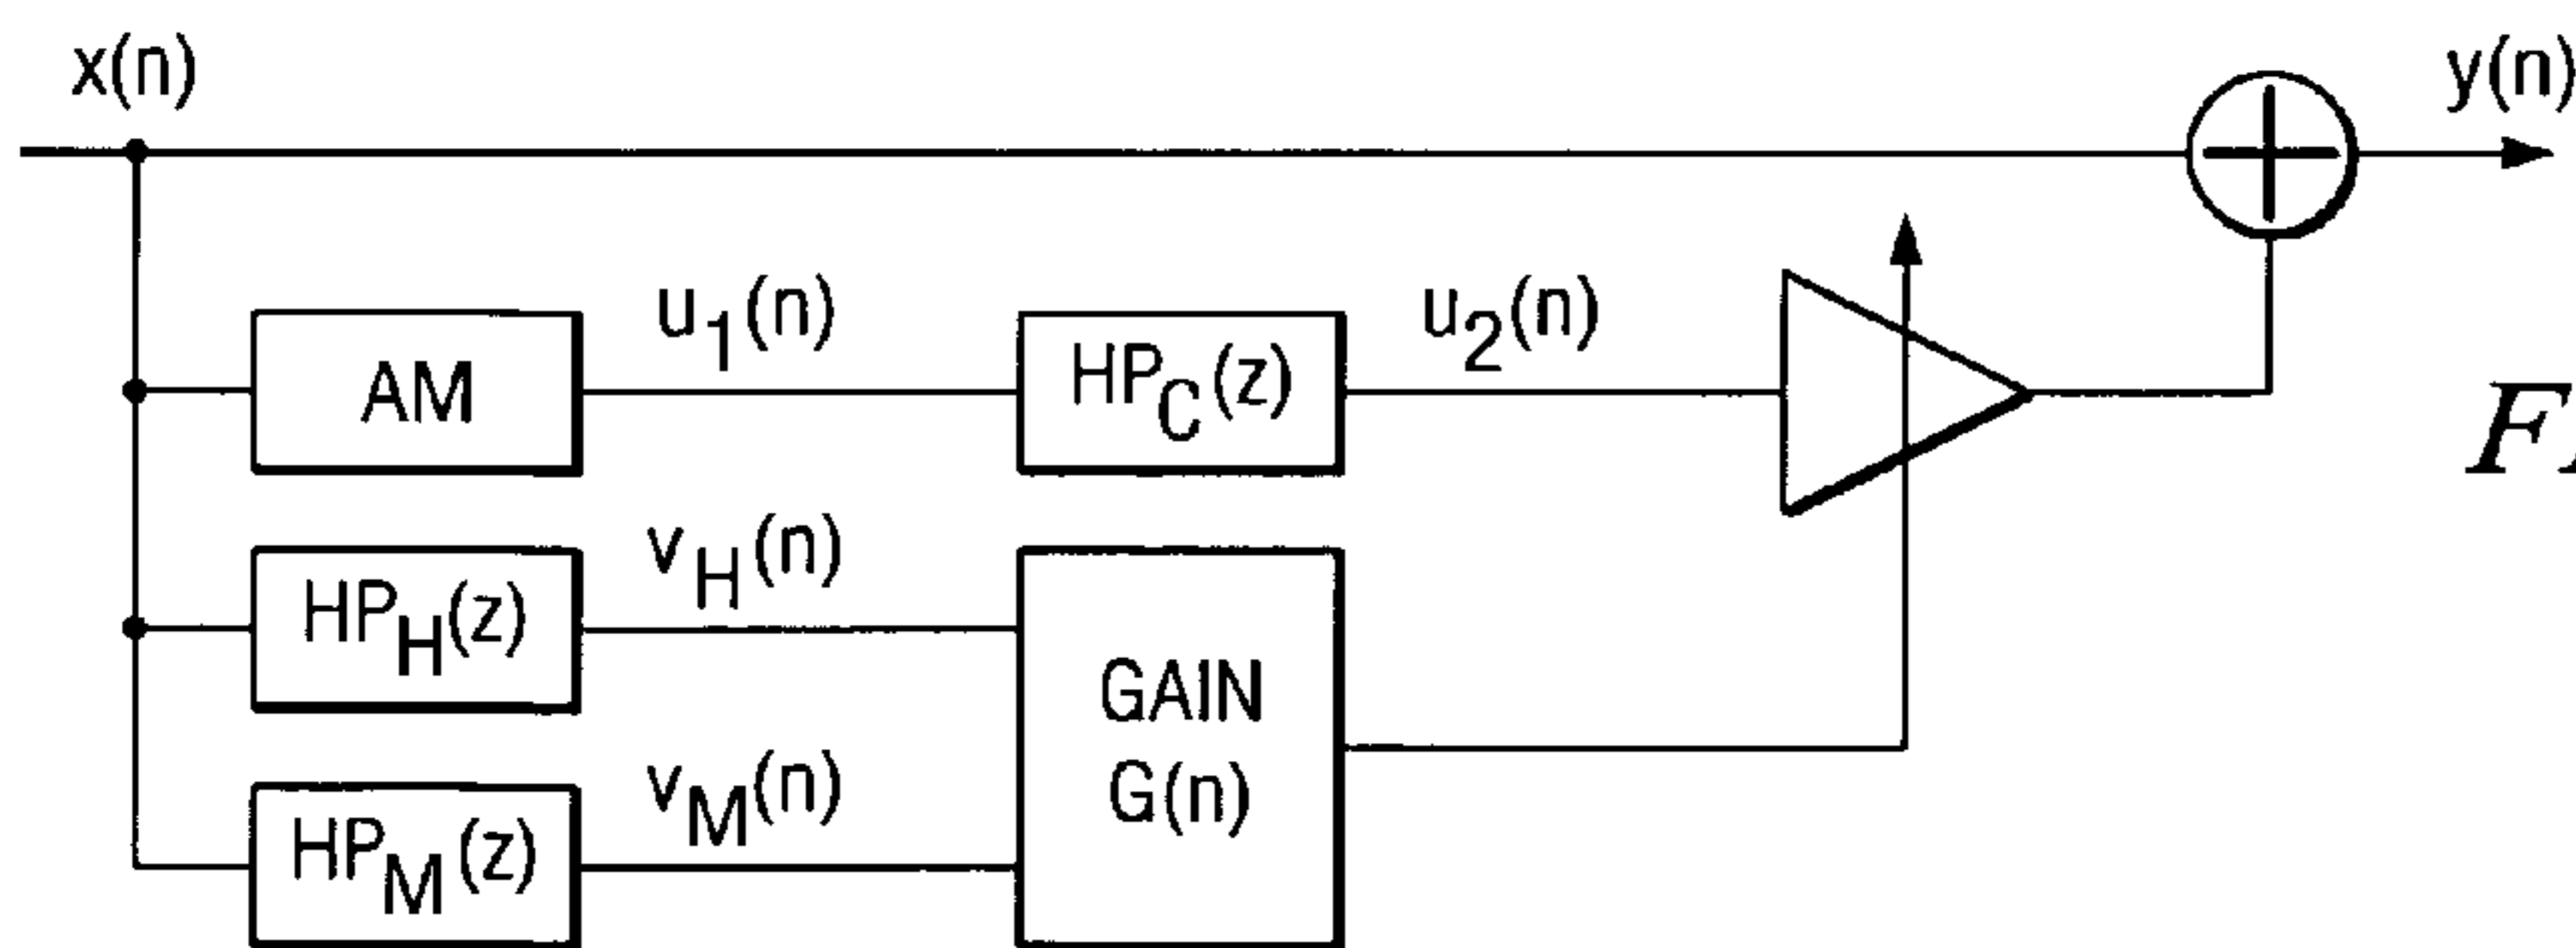 x(n)
y(n)
AM
u1(n)
HPC(z)
u2(n)
HPH(z)
vH(n)
GAIN
G(n)
HPM(z)
vM(n)